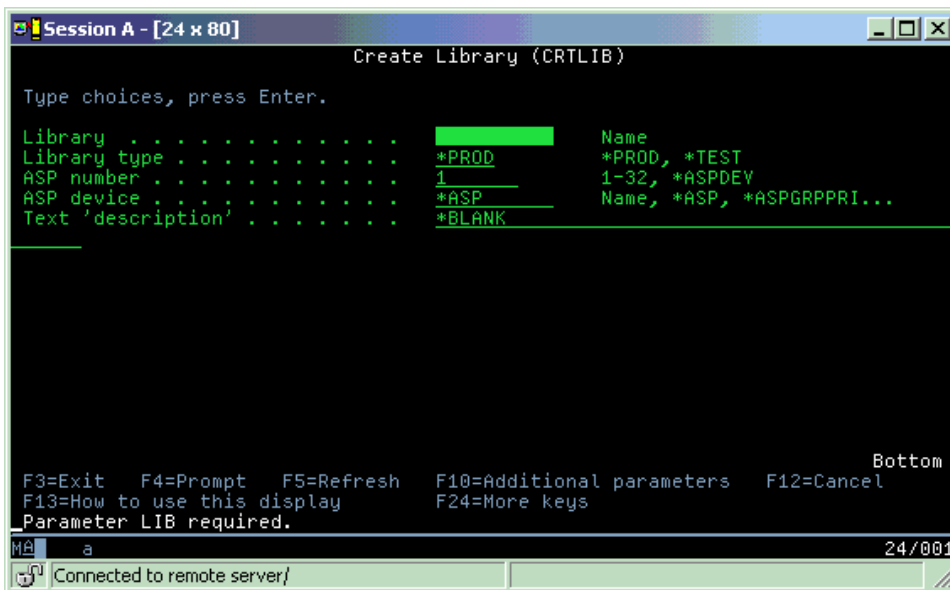 Session A - [24 x 80]
Create Library (CRTLIB)
Type choices, press Enter.
Library . . . . . . . . . . . . Name
Library type . . . . . . . . . . *PROD *PROD, *TEST
ASP number . . . . . . . . . . . 1 1-32, *ASPDEV
ASP device . . . . . . . . . . . *ASP Name, *ASP, *ASPGRPPRI...
Text 'description' . . . . . . . *BLANK
Bottom
F3=Exit F4=Prompt F5=Refresh F10=Additional parameters F12=Cancel
F13=How to use this display F24=More keys
Parameter LIB required.
MA a 24/001
Connected to remote server/